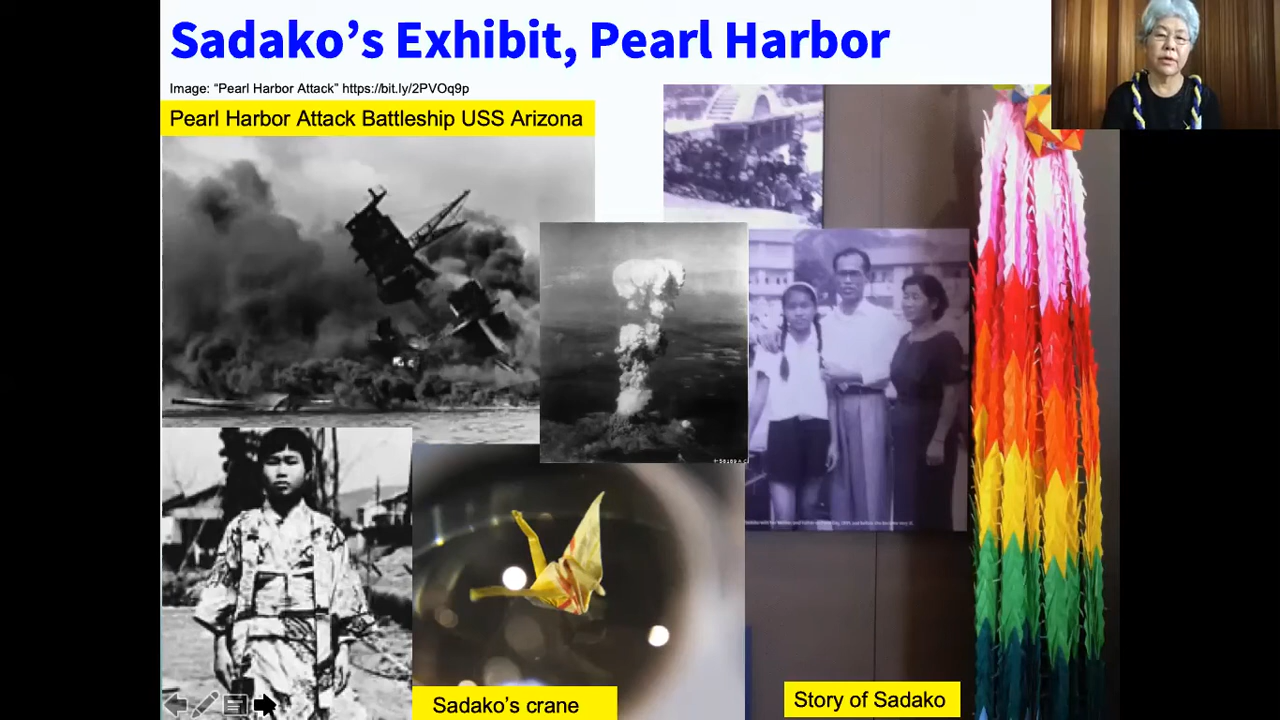 Sadako’s Exhibit, Pearl Harbor
Image: “Pearl Harbor Attack” https://bit.ly/2PVOq9p
Pearl Harbor Attack Battleship USS Arizona
Sadako’s crane
Story of Sadako